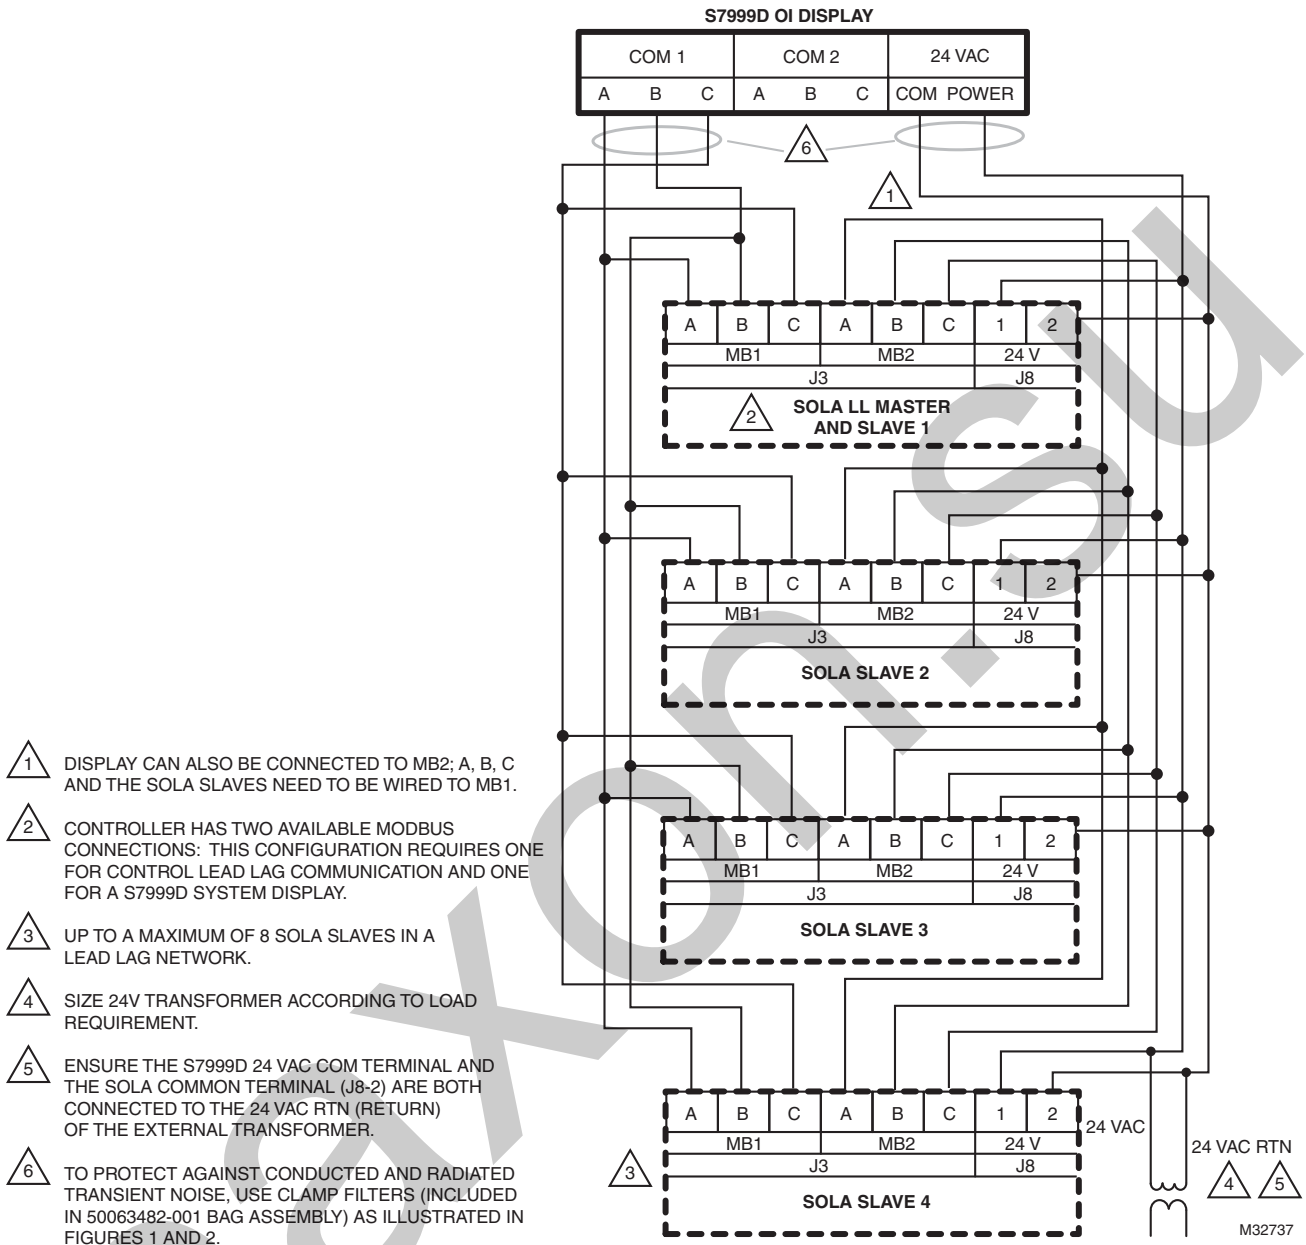 S7999D OI DISPLAY
COM 1 COM 2 24 VAC
A B C A B C COM POWER
6
1
A B C A B C 1 2
MB1 MB2 24 V
J3 J8
2
SOLA LL MASTER
AND SLAVE 1
A B C A B C 1 2
MB1 MB2 24 V
J3 J8
SOLA SLAVE 2
A B C A B C 1 2
MB1 MB2 24 V
J3 J8
SOLA SLAVE 3
A B C A B C 1 2
MB1 MB2 24 V
J3 J8
3
SOLA SLAVE 4
24 VAC
24 VAC RTN
4 5
M32737
1 DISPLAY CAN ALSO BE CONNECTED TO MB2; A, B, C
AND THE SOLA SLAVES NEED TO BE WIRED TO MB1.
2 CONTROLLER HAS TWO AVAILABLE MODBUS
CONNECTIONS: THIS CONFIGURATION REQUIRES ONE
FOR CONTROL LEAD LAG COMMUNICATION AND ONE
FOR A S7999D SYSTEM DISPLAY.
3 UP TO A MAXIMUM OF 8 SOLA SLAVES IN A
LEAD LAG NETWORK.
4 SIZE 24V TRANSFORMER ACCORDING TO LOAD
REQUIREMENT.
5 ENSURE THE S7999D 24 VAC COM TERMINAL AND
THE SOLA COMMON TERMINAL (J8-2) ARE BOTH
CONNECTED TO THE 24 VAC RTN (RETURN)
OF THE EXTERNAL TRANSFORMER.
6 TO PROTECT AGAINST CONDUCTED AND RADIATED
TRANSIENT NOISE, USE CLAMP FILTERS (INCLUDED
IN 50063482-001 BAG ASSEMBLY) AS ILLUSTRATED IN
FIGURES 1 AND 2.
axon.su